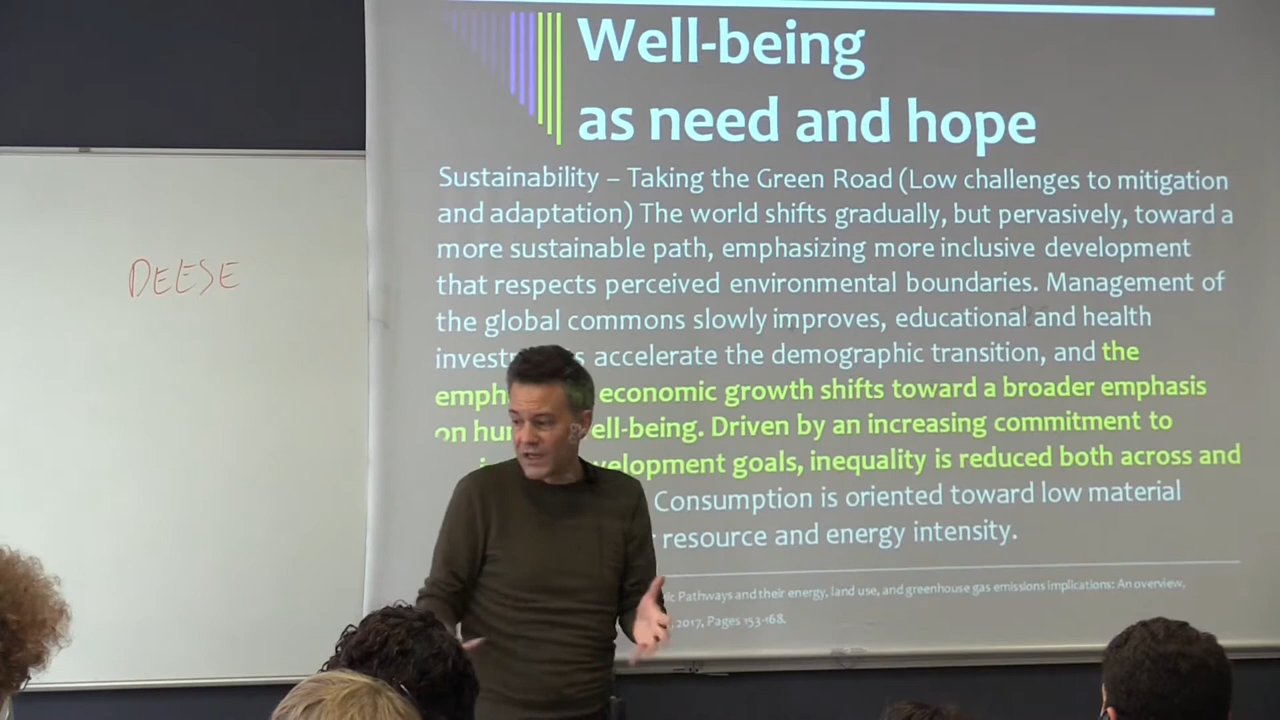 Well-being
as need and hope
Sustainability – Taking the Green Road (Low challenges to mitigation
and adaptation) The world shifts gradually, but pervasively, toward a
more sustainable path, emphasizing more inclusive development
that respects perceived environmental boundaries. Management of
the global commons slowly improves, educational and health
accelerate the demographic transition, and the
economic growth shifts toward a broader emphasis
on well-being. Driven by an increasing commitment to
goals, inequality is reduced both across and
Consumption is oriented toward low material
resource and energy intensity.
Pathways and their energy, land use, and greenhouse gas emissions implications: An overview,
2017, Pages 153-168.
DEESE